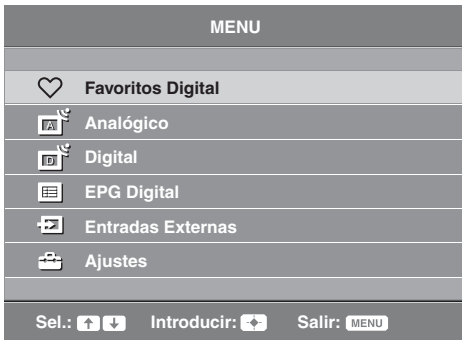 MENU
Favoritos Digital
Analógico
Digital
EPG Digital
Entradas Externas
Ajustes
Sel.: Introducir: Salir: MENU